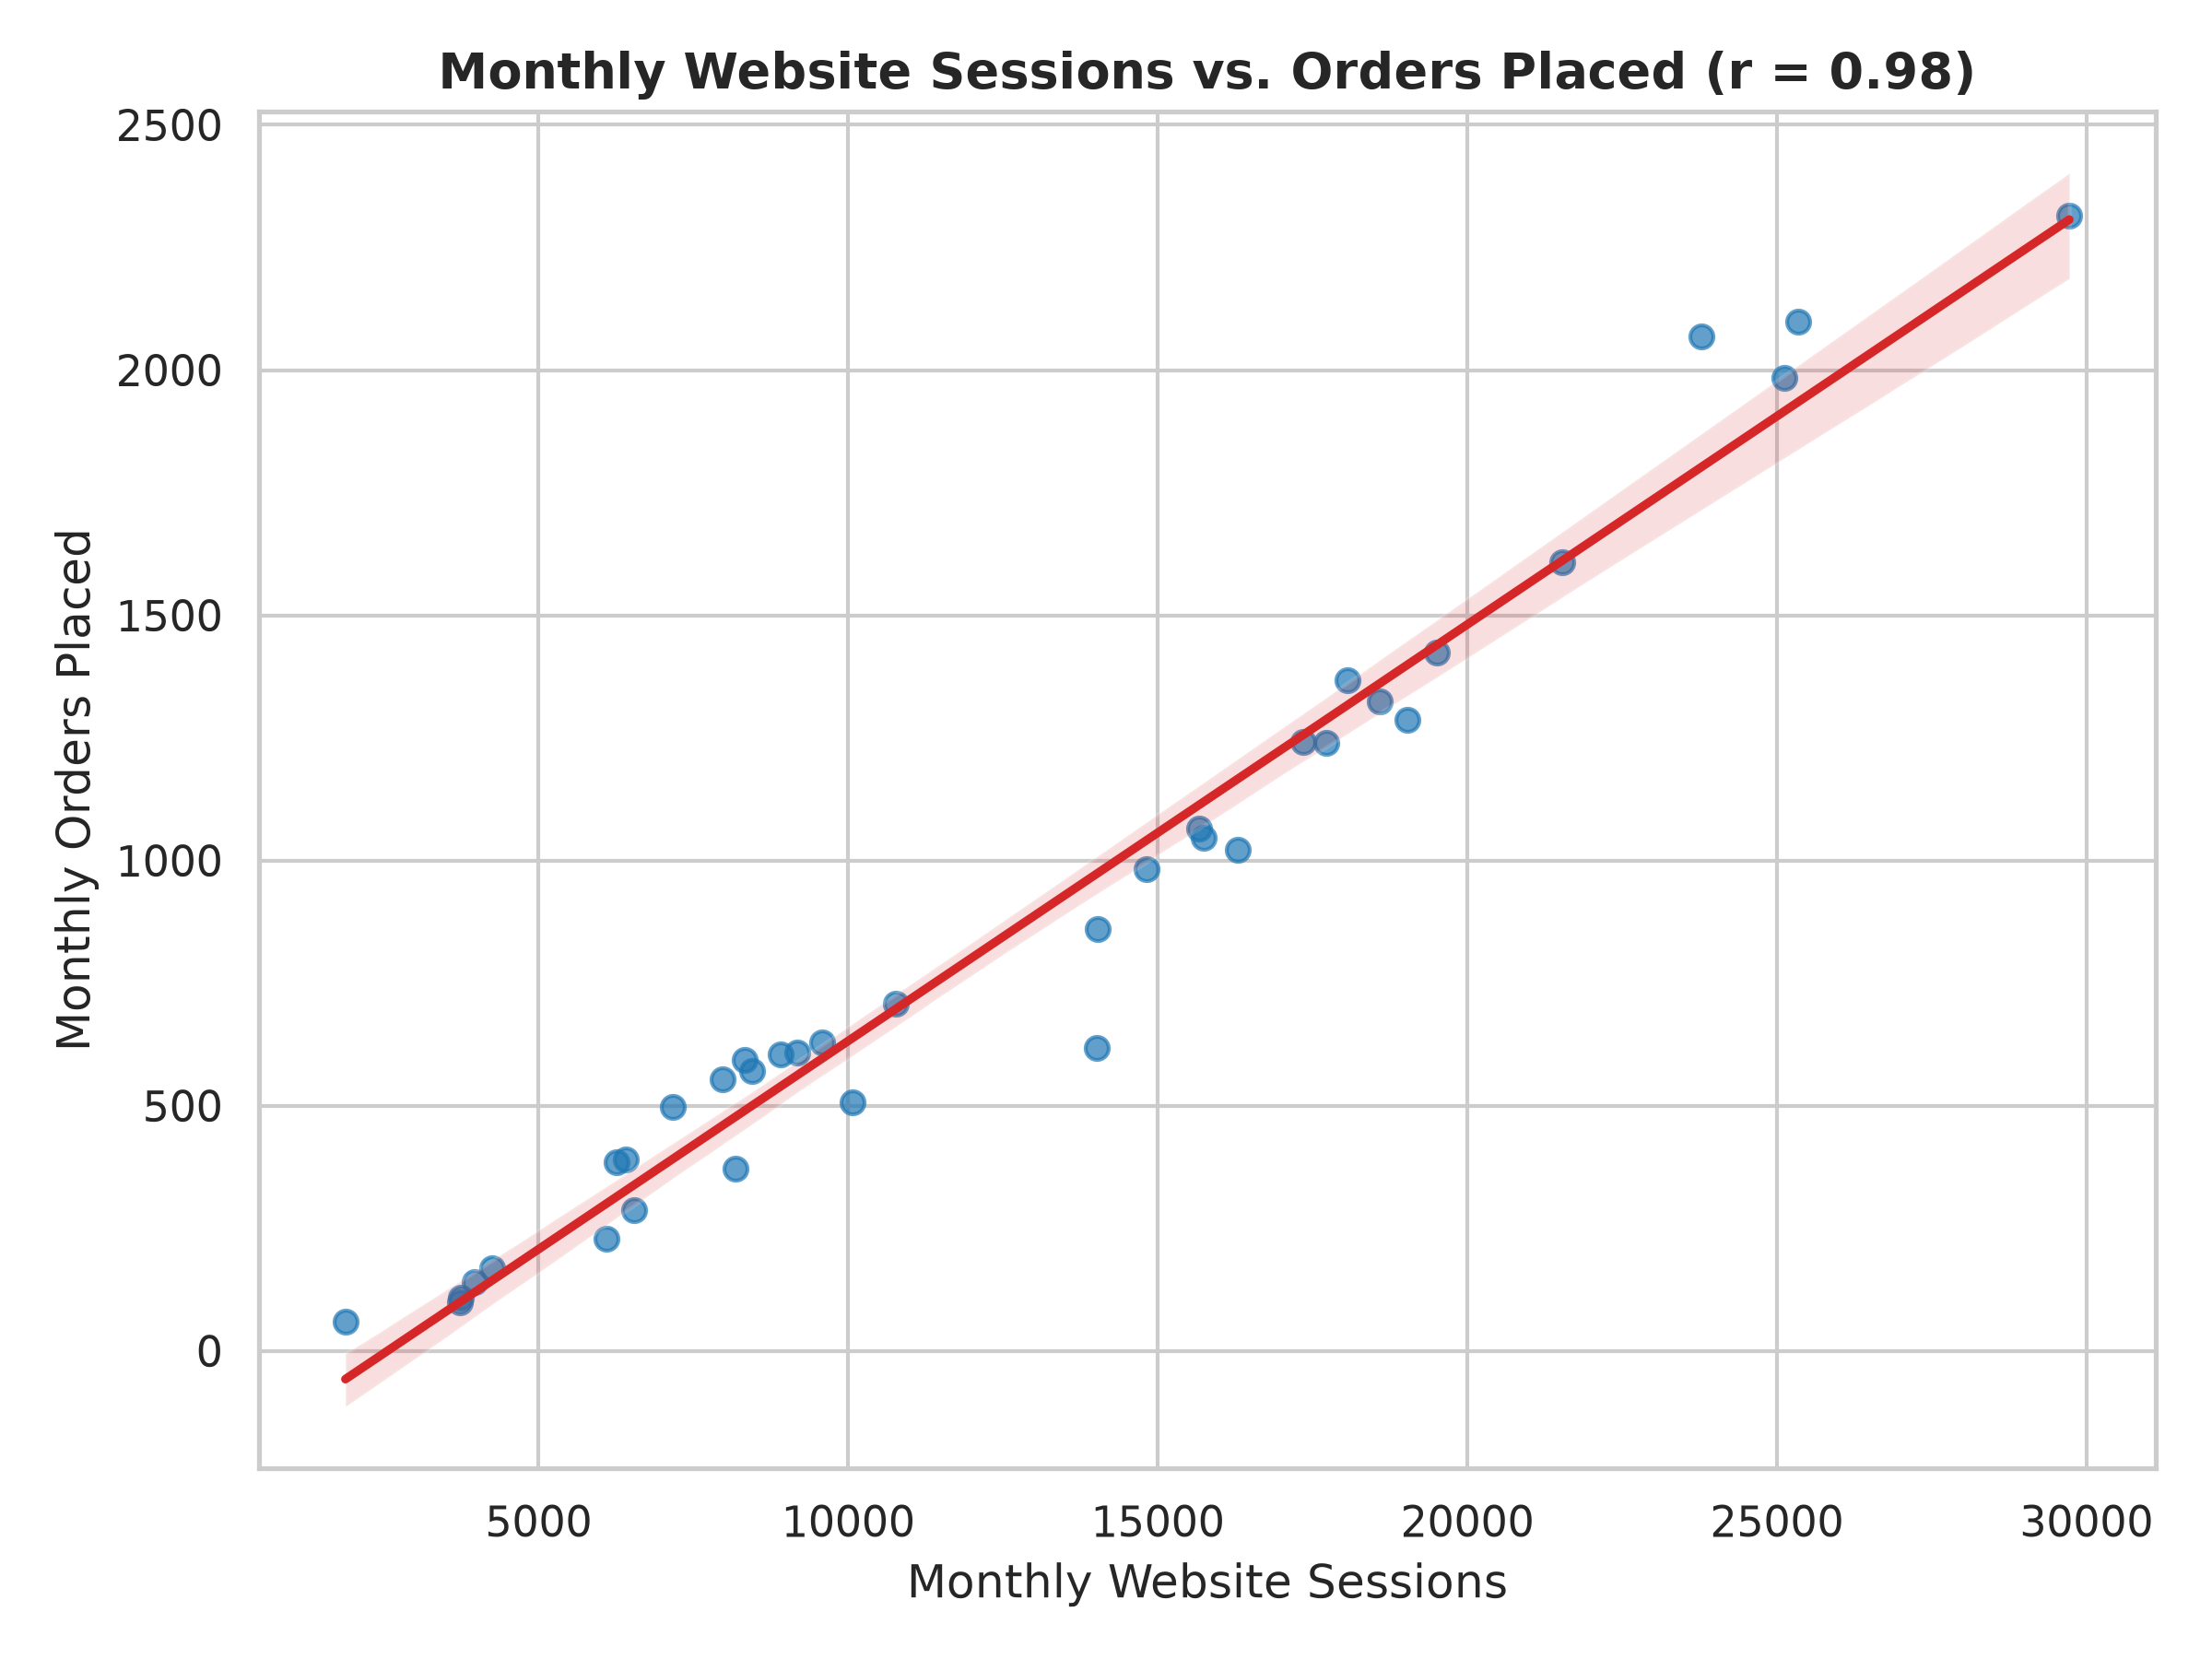 Monthly Website Sessions vs. Orders Placed (r = 0.98)
2500
2000
1500
1000
500
0
Monthly Orders Placed
5000 10000 15000 20000 25000 30000
Monthly Website Sessions